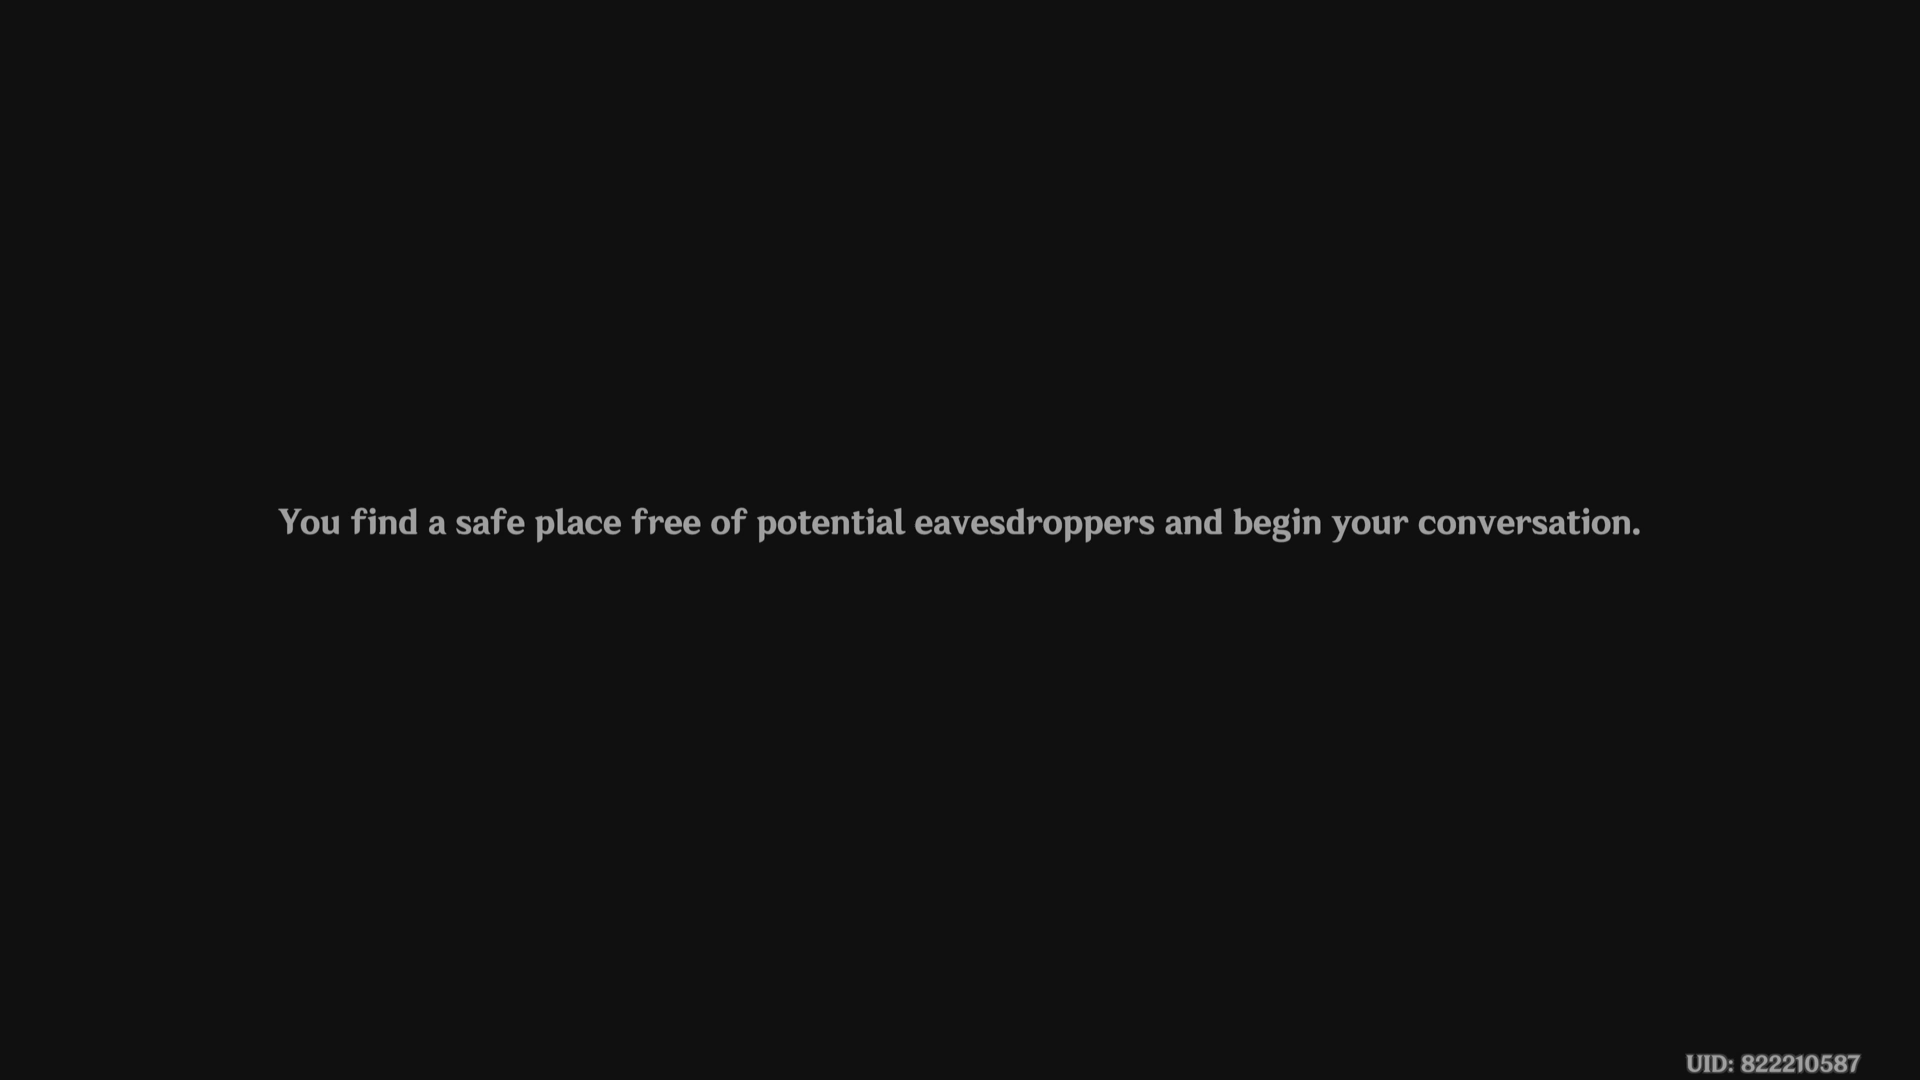 You find a safe place free of potential eavesdroppers and begin your conversation.
UID: 822210587